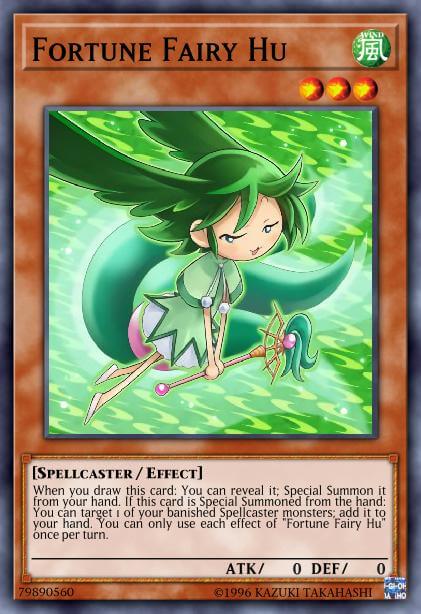 FORTUNE FAIRY HU
WIND
風
[SPELLCASTER / EFFECT]
When you draw this card: You can reveal it; Special Summon it
from your hand. If this card is Special Summoned from the hand:
You can target 1 of your banished Spellcaster monsters; add it to
your hand. You can only use each effect of "Fortune Fairy Hu"
once per turn.
ATK/ 0 DEF/ 0
79890560
©1996 KAZUKI TAKAHASHI